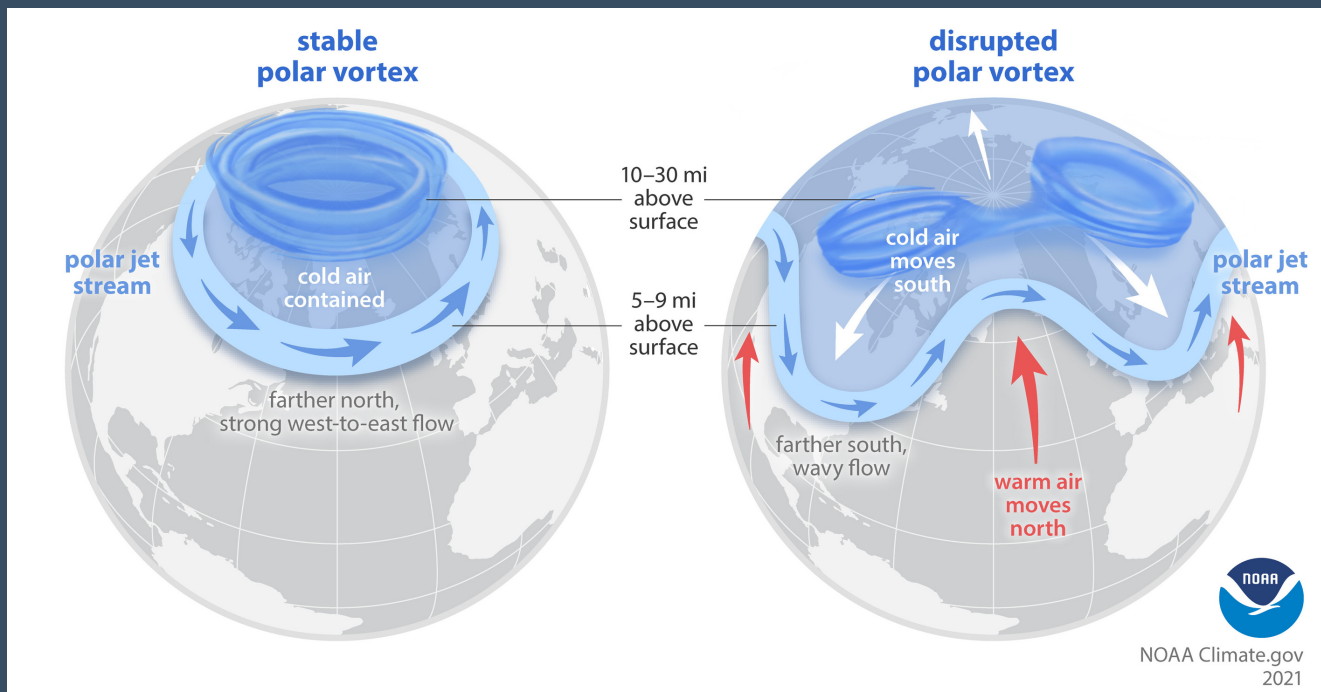 stable
polar vortex
disrupted
polar vortex
10–30 mi
above
surface
polar jet
stream
cold air
contained
5–9 mi
above
surface
farther north,
strong west-to-east flow
cold air
moves
south
polar jet
stream
farther south,
wavy flow
warm air
moves
north
NOAA
NOAA Climate.gov
2021